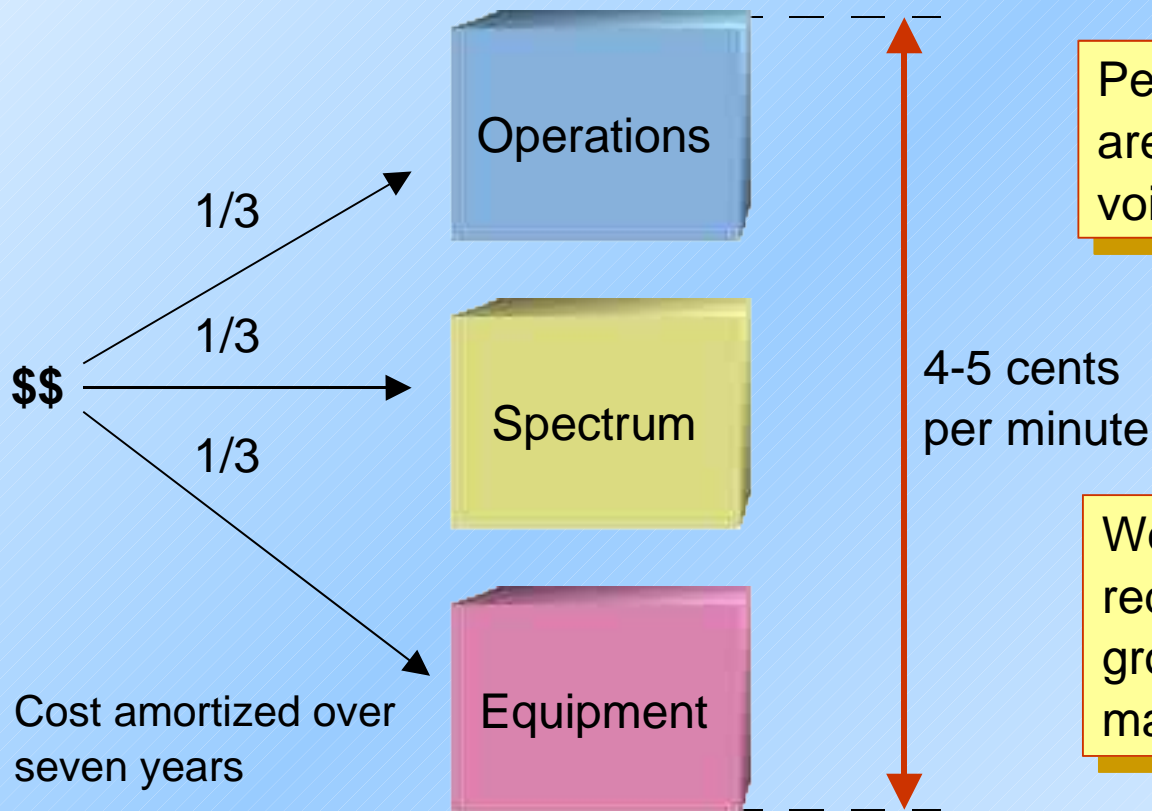 Operations
1/3
1/3
$$
1/3
Spectrum
Equipment
Cost amortized over
seven years
4-5 cents
per minute
are